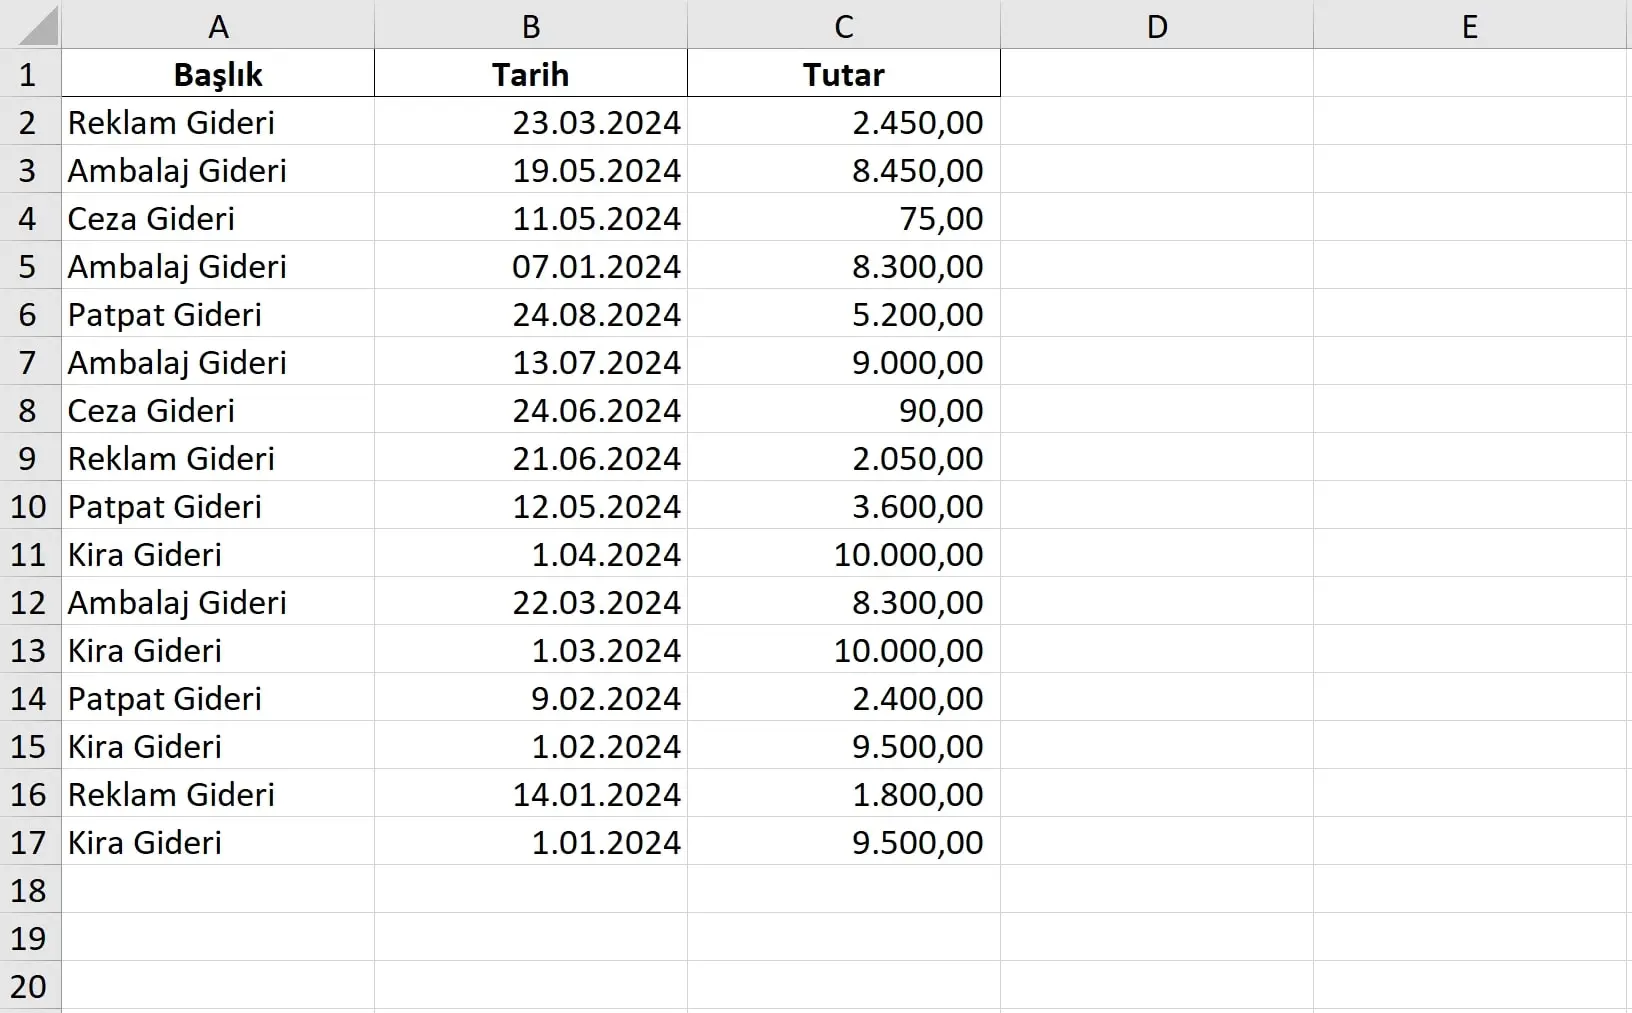 A B C D E
1 Başlık Tarih Tutar
2 Reklam Gideri 23.03.2024 2.450,00
3 Ambalaj Gideri 19.05.2024 8.450,00
4 Ceza Gideri 11.05.2024 75,00
5 Ambalaj Gideri 07.01.2024 8.300,00
6 Patpat Gideri 24.08.2024 5.200,00
7 Ambalaj Gideri 13.07.2024 9.000,00
8 Ceza Gideri 24.06.2024 90,00
9 Reklam Gideri 21.06.2024 2.050,00
10 Patpat Gideri 12.05.2024 3.600,00
11 Kira Gideri 1.04.2024 10.000,00
12 Ambalaj Gideri 22.03.2024 8.300,00
13 Kira Gideri 1.03.2024 10.000,00
14 Patpat Gideri 9.02.2024 2.400,00
15 Kira Gideri 1.02.2024 9.500,00
16 Reklam Gideri 14.01.2024 1.800,00
17 Kira Gideri 1.01.2024 9.500,00
18
19
20